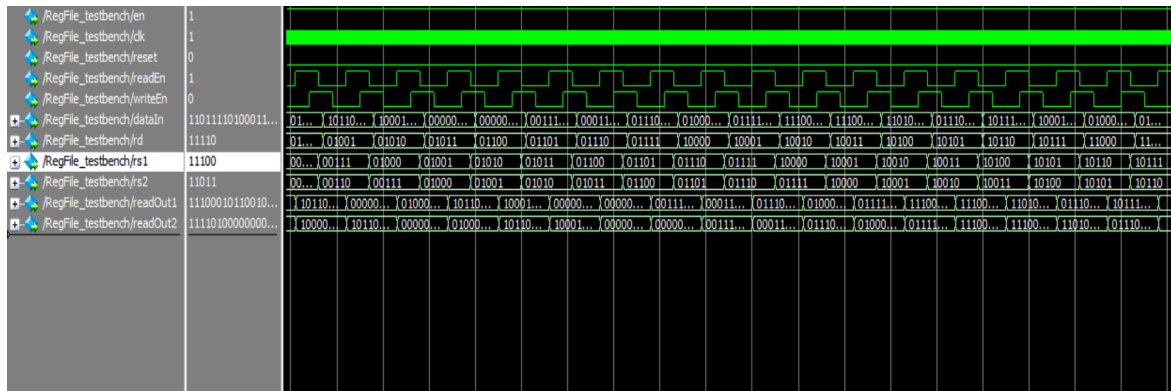 /RegFile_testbench/en 1
/RegFile_testbench/clk 1
/RegFile_testbench/reset 0
/RegFile_testbench/readEn 1
/RegFile_testbench/writeEn 0
/RegFile_testbench/dataIn 11011110100011... 01... 10110... 10001... 00000... 00000... 00111... 00011... 01110... 01000... 01111... 11100... 11100... 11010... 01110... 10111... 10001... 01000... 01...
/RegFile_testbench/rd 11110 01... 01001 01010 01011 01100 01101 01110 01111 10000 10001 10010 10011 10100 10101 10110 10111 11000 11...
/RegFile_testbench/rs1 11100 00... 00111 01000 01001 01010 01011 01100 01101 01110 01111 10000 10001 10010 10011 10100 10101 10110 10111
/RegFile_testbench/rs2 11011 00... 00110 00111 01000 01001 01010 01011 01100 01101 01110 01111 10000 10001 10010 10011 10100 10101 10110
/RegFile_testbench/readOut1 11100010110010... 10110... 00000... 01000... 10110... 10001... 00000... 00000... 00111... 00011... 01110... 01000... 01111... 11100... 11100... 11010... 01110... 10111...
/RegFile_testbench/readOut2 11110100000000... 10000... 10110... 00000... 01000... 10110... 10001... 00000... 00000... 00111... 00011... 01110... 01000... 01111... 11100... 11100... 11010... 01110...